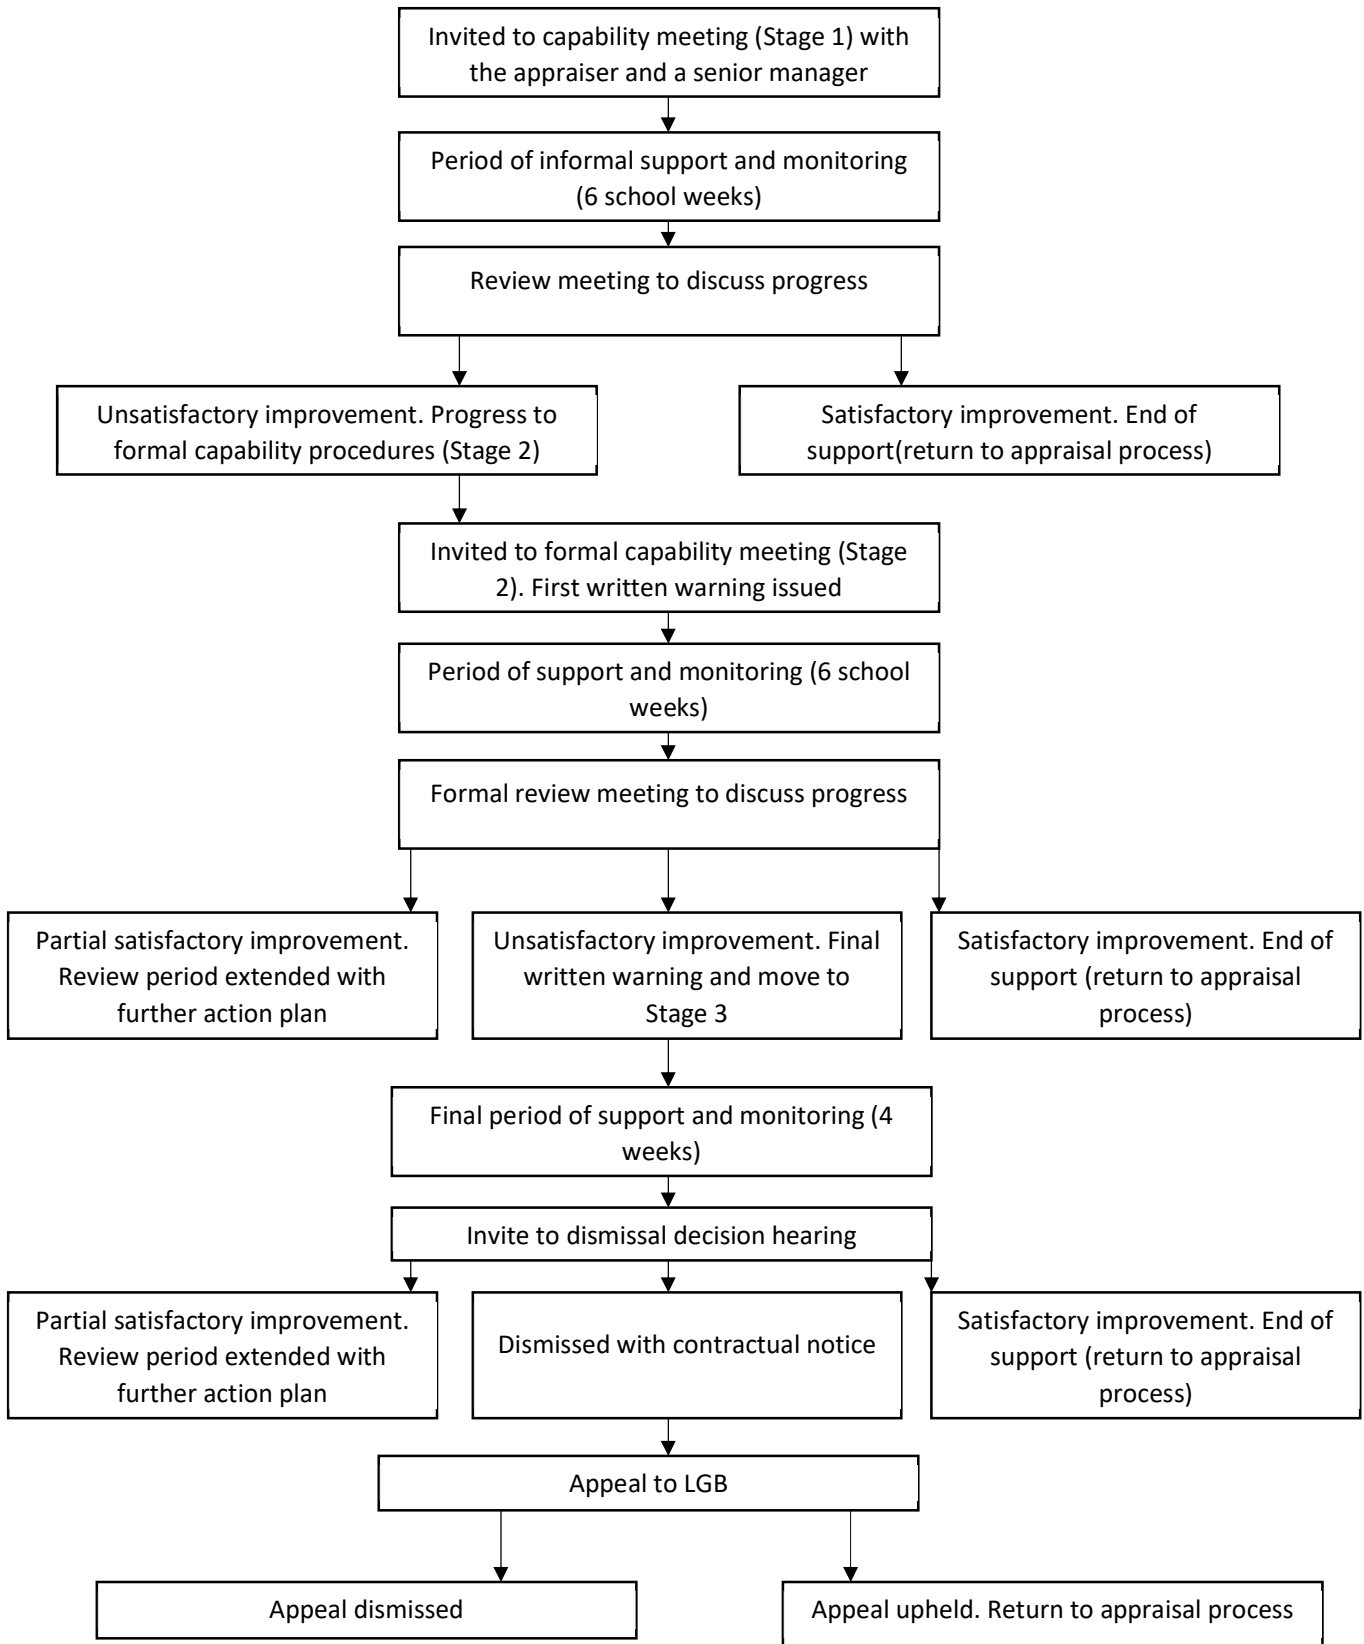 Invited to capability meeting (Stage 1) with
the appraiser and a senior manager
Period of informal support and monitoring
(6 school weeks)
Review meeting to discuss progress
Unsatisfactory improvement. Progress to
formal capability procedures (Stage 2)
Satisfactory improvement. End of
support(return to appraisal process)
Invited to formal capability meeting (Stage
2). First written warning issued
Period of support and monitoring (6 school
weeks)
Formal review meeting to discuss progress
Partial satisfactory improvement.
Review period extended with
further action plan
Unsatisfactory improvement. Final
written warning and move to
Stage 3
Satisfactory improvement. End of
support (return to appraisal
process)
Final period of support and monitoring (4
weeks)
Invite to dismissal decision hearing
Partial satisfactory improvement.
Review period extended with
further action plan
Dismissed with contractual notice
Satisfactory improvement. End of
support (return to appraisal
process)
Appeal to LGB
Appeal dismissed
Appeal upheld. Return to appraisal process